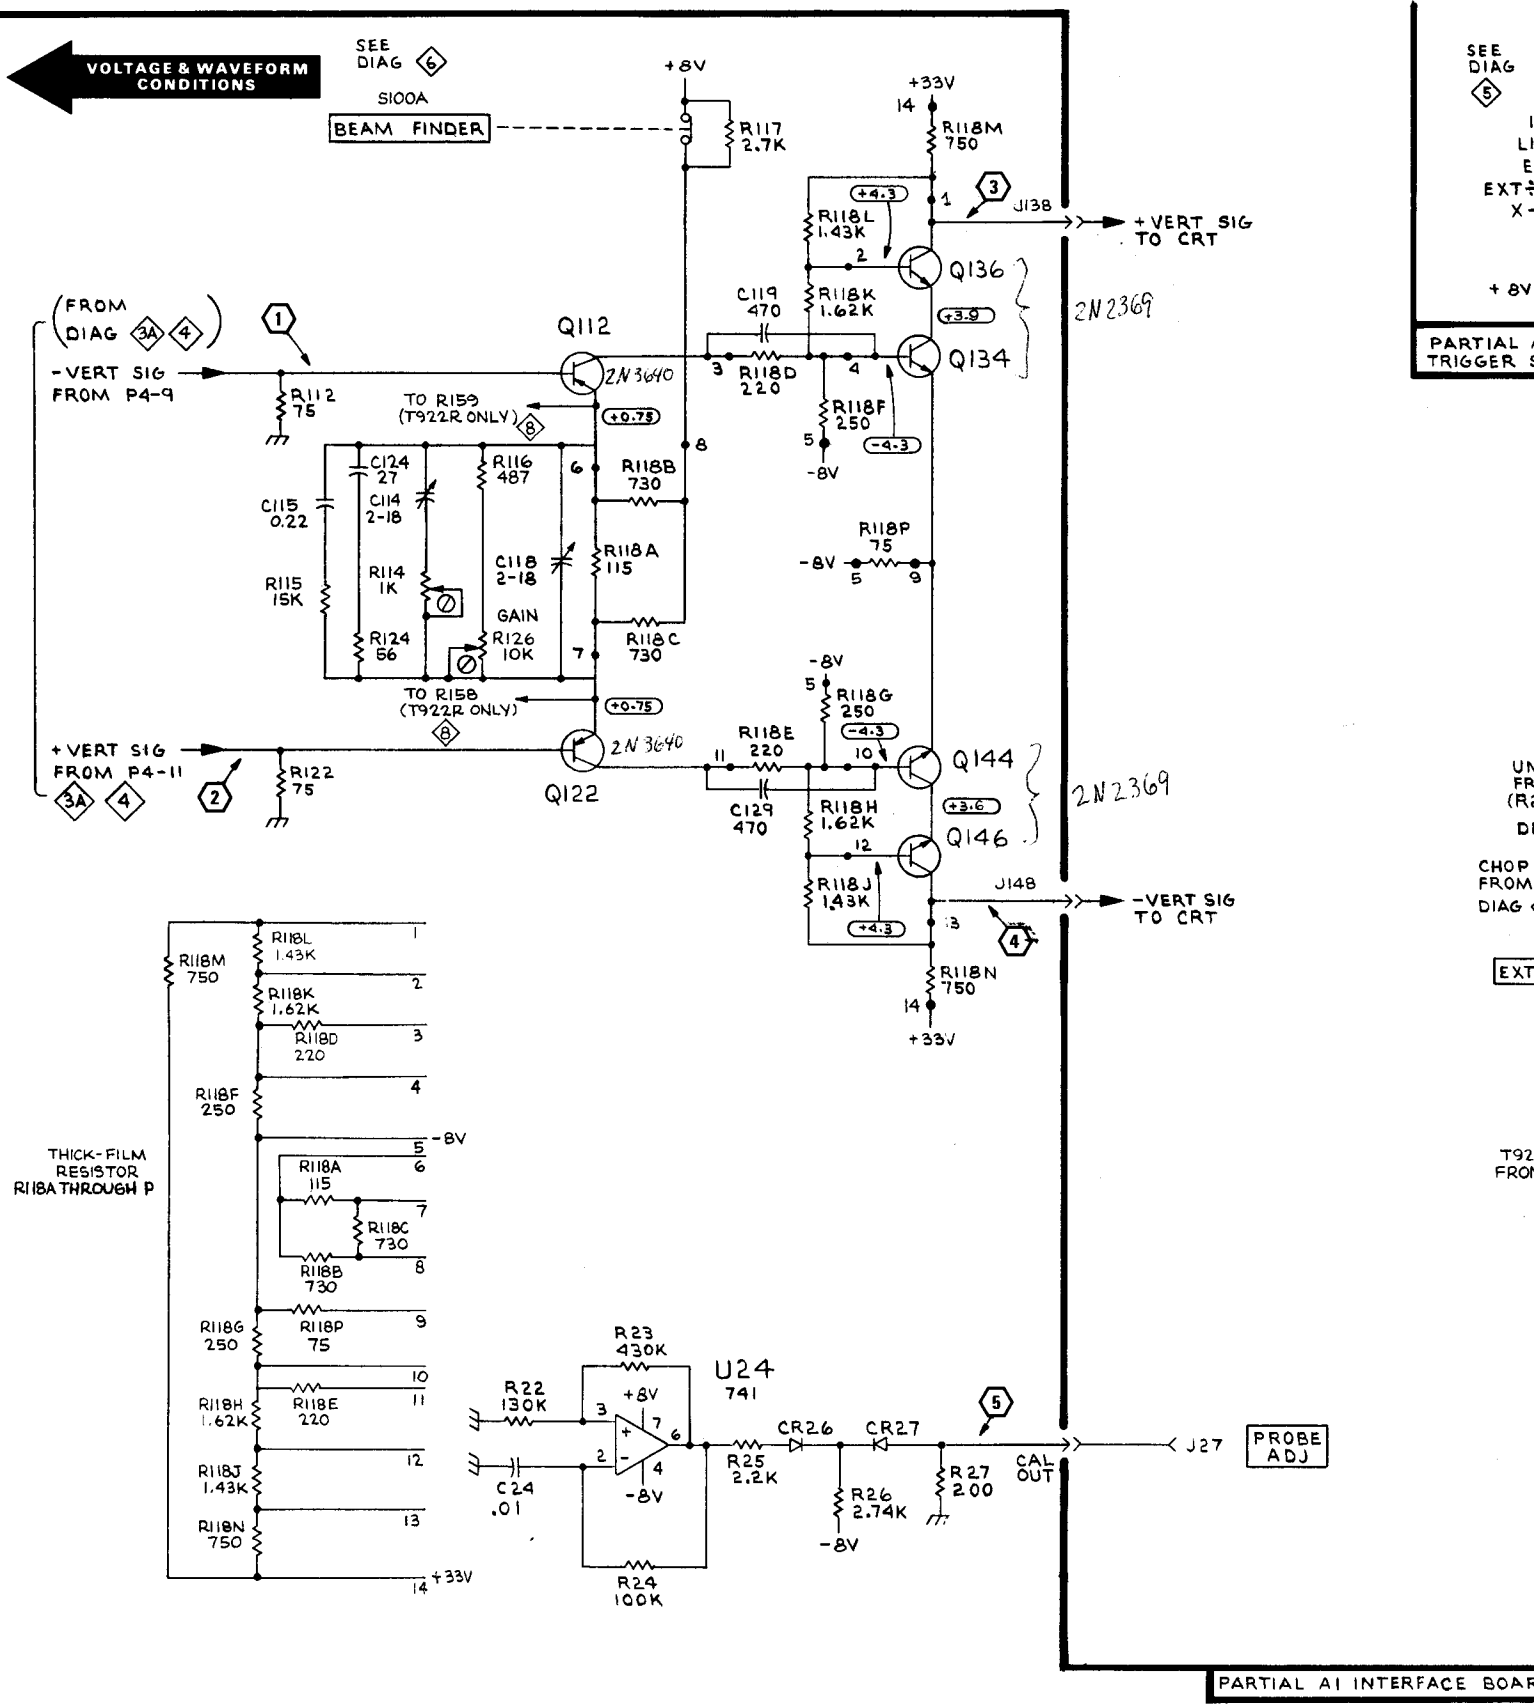 VOLTAGE & WAVEFORM
CONDITIONS
SEE
DIAG 6
S100A
BEAM FINDER
+8V
R117
2.7K
+33V
14
R118M
750
+4.3
1
3
J138
+VERT SIG
TO CRT
R118L
1.43K
2
Q136
C119
470
R118K
1.62K
+3.9
2N2369
(FROM
DIAG 3A 4)
1
Q112
3
R118D
220
4
Q134
-VERT SIG
FROM P4-9
2N3640
R112
75
TO R159
(T922R ONLY)
8
+0.75
R118F
250
-4.3
5
-8V
8
C124
27
R116
487
6
R118B
730
C115
0.22
C114
2-18
R118P
75
-8V
5
9
C118
2-18
R118A
115
R115
15K
R114
1K
GAIN
R124
56
R126
10K
7
R118C
730
-8V
5
R118G
250
TO R158
(T922R ONLY)
8
+0.75
-4.3
+VERT SIG
FROM P4-11
3A 4
2
R122
75
2N3640
Q122
11
R118E
220
10
Q144
C129
470
R118H
1.62K
+3.6
2N2369
12
Q146
R118J
1.43K
J148
-VERT SIG
TO CRT
+4.3
13
4
R118N
750
14
+33V
R118M
750
R118L
1.43K
1
R118K
1.62K
2
R118D
220
3
R118F
250
4
-8V
5
THICK-FILM
RESISTOR
R118A THROUGH P
R118A
115
6
7
R118C
730
R118B
730
8
R118G
250
R118P
75
9
10
R118H
1.62K
R118E
220
11
R118J
1.43K
12
R118N
750
13
14 +33V
R23
430K
U24
741
R22
130K
+8V
3
7
+
6
2
-
4
-8V
C24
.01
R24
100K
R25
2.2K
CR26
CR27
5
R26
2.74K
-8V
R27
200
CAL
OUT
J27
PROBE
ADJ
SEE
DIAG
5
E
EXT÷
X-
+8V
PARTIAL A
TRIGGER S
UN
(R2
CHOP
FROM
DIAG
EXT
T92
FRO
PARTIAL A1 INTERFACE BOAR